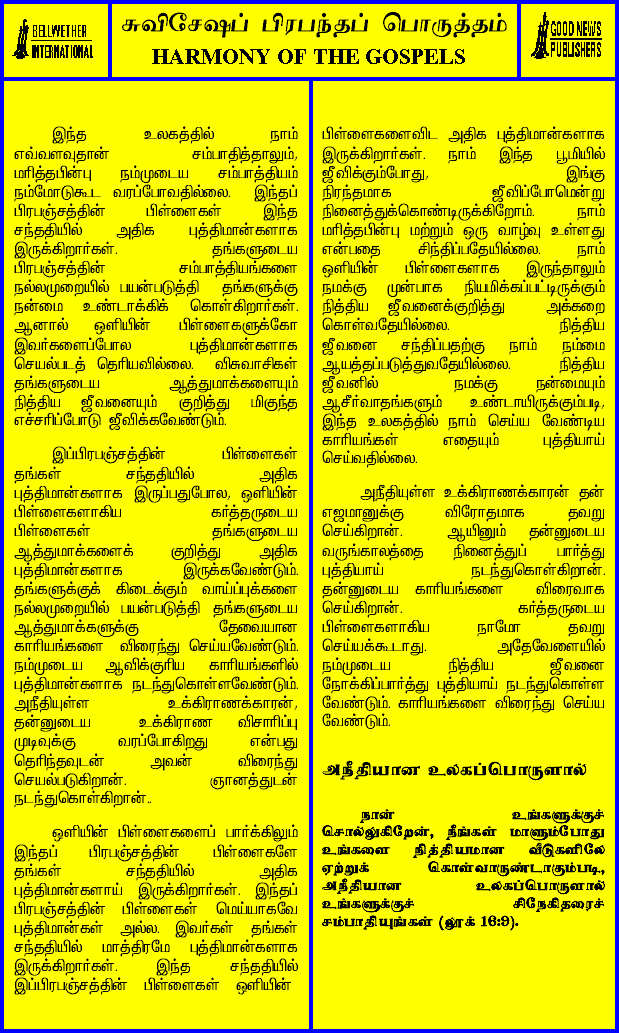 BELLWETHER
INTERNATIONAL
சுவிசேஷப் பிரபந்தப் பொருத்தம்
HARMONY OF THE GOSPELS
GOOD NEWS
PUBLISHERS
இந்த உலகத்தில் நாம்
எவ்வளவுதான் சம்பாதித்தாலும்,
மரித்தபின்பு நம்முடைய சம்பாத்தியம்
நம்மோடுகூட வரப்போவதில்லை. இந்தப்
பிரபஞ்சத்தின் பிள்ளைகள் இந்த
சந்ததியில் அதிக புத்திமான்களாக
இருக்கிறார்கள். தங்களுடைய
பிரபஞ்சத்தின் சம்பாத்தியங்களை
நல்லமுறையில் பயன்படுத்தி தங்களுக்கு
நன்மை உண்டாக்கிக் கொள்கிறார்கள்.
ஆனால் ஒளியின் பிள்ளைகளுக்கோ
இவர்களைப்போல புத்திமான்களாக
செயல்படத் தெரியவில்லை. விசுவாசிகள்
தங்களுடைய ஆத்துமாக்களையும்
நித்திய ஜீவனையும் குறித்து மிகுந்த
எச்சரிப்போடு ஜீவிக்கவேண்டும்.
இப்பிரபஞ்சத்தின் பிள்ளைகள்
தங்கள் சந்ததியில் அதிக
புத்திமான்களாக இருப்பதுபோல, ஒளியின்
பிள்ளைகளாகிய கர்த்தருடைய
பிள்ளைகள் தங்களுடைய
ஆத்துமாக்களைக் குறித்து அதிக
புத்திமான்களாக இருக்கவேண்டும்.
தங்களுக்குக் கிடைக்கும் வாய்ப்புக்களை
நல்லமுறையில் பயன்படுத்தி தங்களுடைய
ஆத்துமாக்களுக்கு தேவையான
காரியங்களை விரைந்து செய்யவேண்டும்.
நம்முடைய ஆவிக்குரிய காரியங்களில்
புத்திமான்களாக நடந்துகொள்ளவேண்டும்.
அநீதியுள்ள உக்கிராணக்காரன்,
தன்னுடைய உக்கிராண விசாரிப்பு
முடிவுக்கு வரப்போகிறது என்பது
தெரிந்தவுடன் அவன் விரைந்து
செயல்படுகிறான். ஞானத்துடன்
நடந்துகொள்கிறான்..
ஒளியின் பிள்ளைகளைப் பார்க்கிலும்
இந்தப் பிரபஞ்சத்தின் பிள்ளைகளே
தங்கள் சந்ததியில் அதிக
புத்திமான்களாய் இருக்கிறார்கள். இந்தப்
பிரபஞ்சத்தின் பிள்ளைகள் மெய்யாகவே
புத்திமான்கள் அல்ல. இவர்கள் தங்கள்
சந்ததியில் மாத்திரமே புத்திமான்களாக
இருக்கிறார்கள். இந்த சந்ததியில்
இப்பிரபஞ்சத்தின் பிள்ளைகள் ஒளியின்
பிள்ளைகளைவிட அதிக புத்திமான்களாக
இருக்கிறார்கள். நாம் இந்த பூமியில்
ஜீவிக்கும்போது, இங்கு
நிரந்தமாக ஜீவிப்போமென்று
நினைத்துக்கொண்டிருக்கிறோம். நாம்
மரித்தபின்பு மற்றும் ஒரு வாழ்வு உள்ளது
என்பதை சிந்திப்பதேயில்லை. நாம்
ஒளியின் பிள்ளைகளாக இருந்தாலும்
நமக்கு முன்பாக நியமிக்கப்பட்டிருக்கும்
நித்திய ஜீவனைக்குறித்து அக்கறை
கொள்வதேயில்லை. நித்திய
ஜீவனை சந்திப்பதற்கு நாம் நம்மை
ஆயத்தப்படுத்துவதேயில்லை. நித்திய
ஜீவனில் நமக்கு நன்மையும்
ஆசீர்வாதங்களும் உண்டாயிருக்கும்படி,
இந்த உலகத்தில் நாம் செய்ய வேண்டிய
காரியங்கள் எதையும் புத்தியாய்
செய்வதில்லை.
அநீதியுள்ள உக்கிராணக்காரன் தன்
எஜமானுக்கு விரோதமாக தவறு
செய்கிறான். ஆயினும் தன்னுடைய
வருங்காலத்தை நினைத்துப் பார்த்து
புத்தியாய் நடந்துகொள்கிறான்.
தன்னுடைய காரியங்களை விரைவாக
செய்கிறான். கர்த்தருடைய
பிள்ளைகளாகிய நாமோ தவறு
செய்யக்கூடாது. அதேவேளையில்
நம்முடைய நித்திய ஜீவனை
நோக்கிப்பார்த்து புத்தியாய் நடந்துகொள்ள
வேண்டும். காரியங்களை விரைந்து செய்ய
வேண்டும்.
அநீதியான உலகப்பொருளால்
நான் உங்களுக்குச்
சொல்லுகிறேன், நீங்கள் மாளும்போது
உங்களை நித்தியமான வீடுகளிலே
ஏற்றுக் கொள்வாருண்டாகும்படி,
அநீதியான உலகப்பொருளால்
உங்களுக்குச் சிநேகிதரைச்
சம்பாதியுங்கள் (லூக் 16:9).